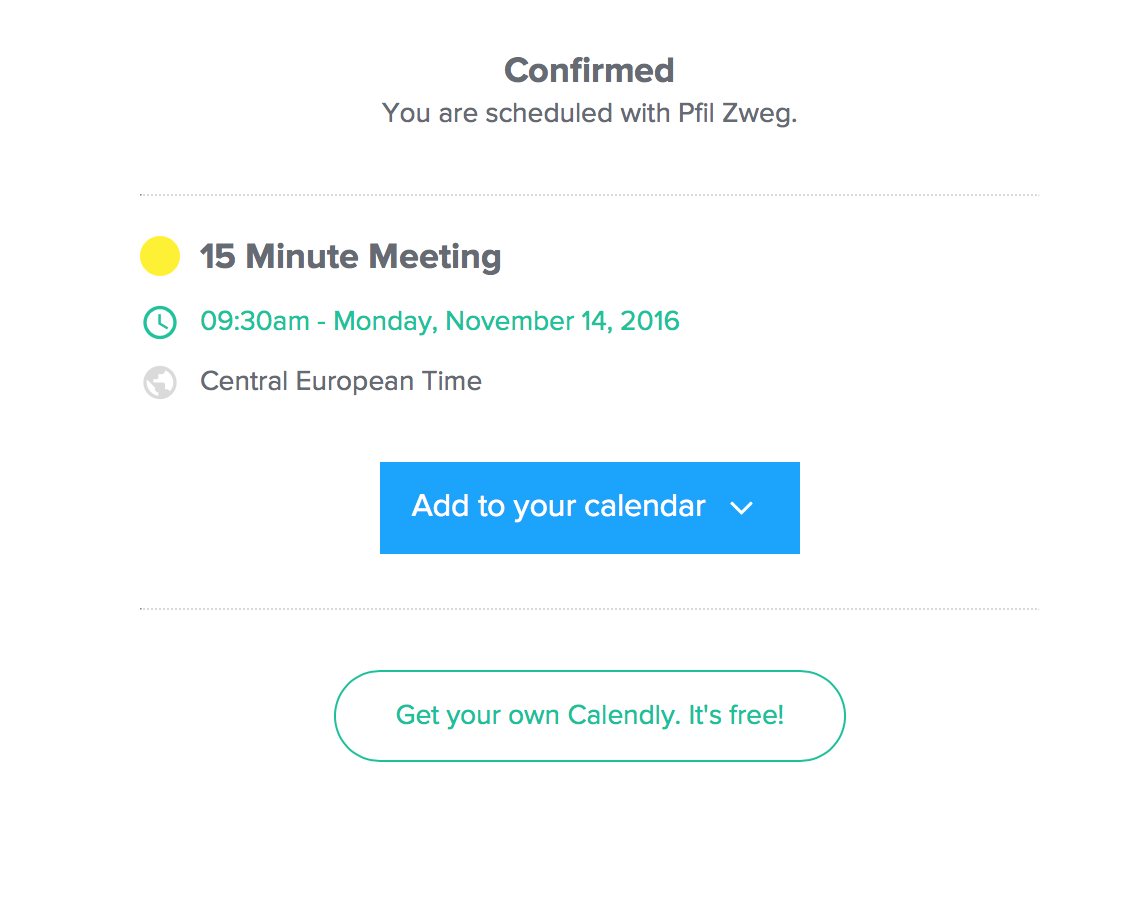 Confirmed
You are scheduled with Pfil Zweg.
15 Minute Meeting
09:30am - Monday, November 14, 2016
Central European Time
Add to your calendar
Get your own Calendly. It's free!